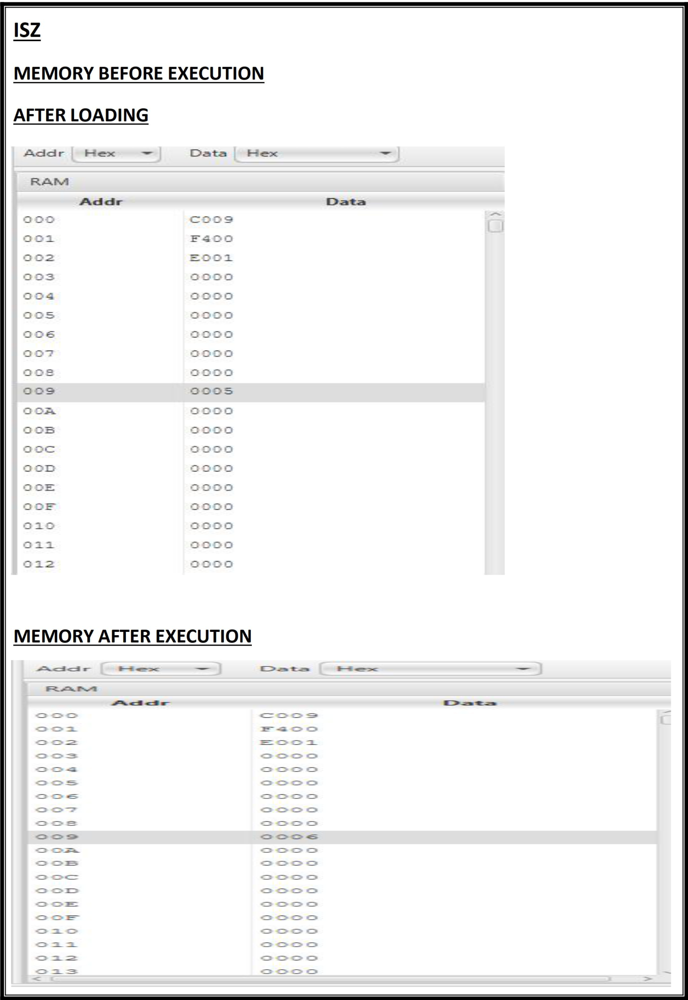 ISZ
MEMORY BEFORE EXECUTION
AFTER LOADING
Addr Hex Data Hex
RAM
Addr Data
000 C009
001 F400
002 E001
003 0000
004 0000
005 0000
006 0000
007 0000
008 0000
009 0005
00A 0000
00B 0000
00C 0000
00D 0000
00E 0000
00F 0000
010 0000
011 0000
012 0000
MEMORY AFTER EXECUTION
Addr Hex Data Hex
RAM
Addr Data
000 C009
001 F400
002 E001
003 0000
004 0000
005 0000
006 0000
007 0000
008 0000
009 0006
00A 0000
00B 0000
00C 0000
00D 0000
00E 0000
00F 0000
010 0000
011 0000
012 0000
013 0000